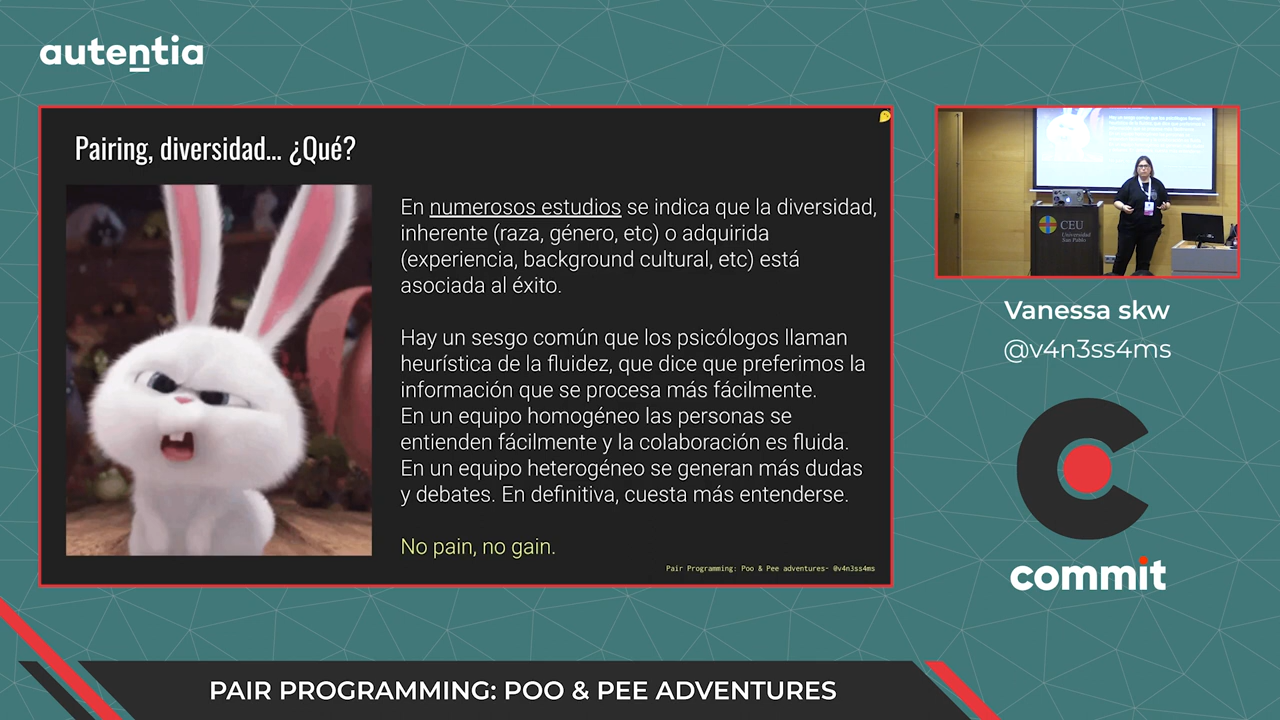 autentia
Pairing, diversidad... ¿Qué?
En numerosos estudios se indica que la diversidad,
inherente (raza, género, etc) o adquirida
(experiencia, background cultural, etc) está
asociada al éxito.
Hay un sesgo común que los psicólogos llaman
heurística de la fluidez, que dice que preferimos la
información que se procesa más fácilmente.
En un equipo homogéneo las personas se
entienden fácilmente y la colaboración es fluida.
En un equipo heterogéneo se generan más dudas
y debates. En definitiva, cuesta más entenderse.
No pain, no gain.
Pair Programming: Poo & Pee adventures- @v4n3ss4ms
CEU
Universidad
San Pablo
Vanessa skw
@v4n3ss4ms
commit
PAIR PROGRAMMING: POO & PEE ADVENTURES